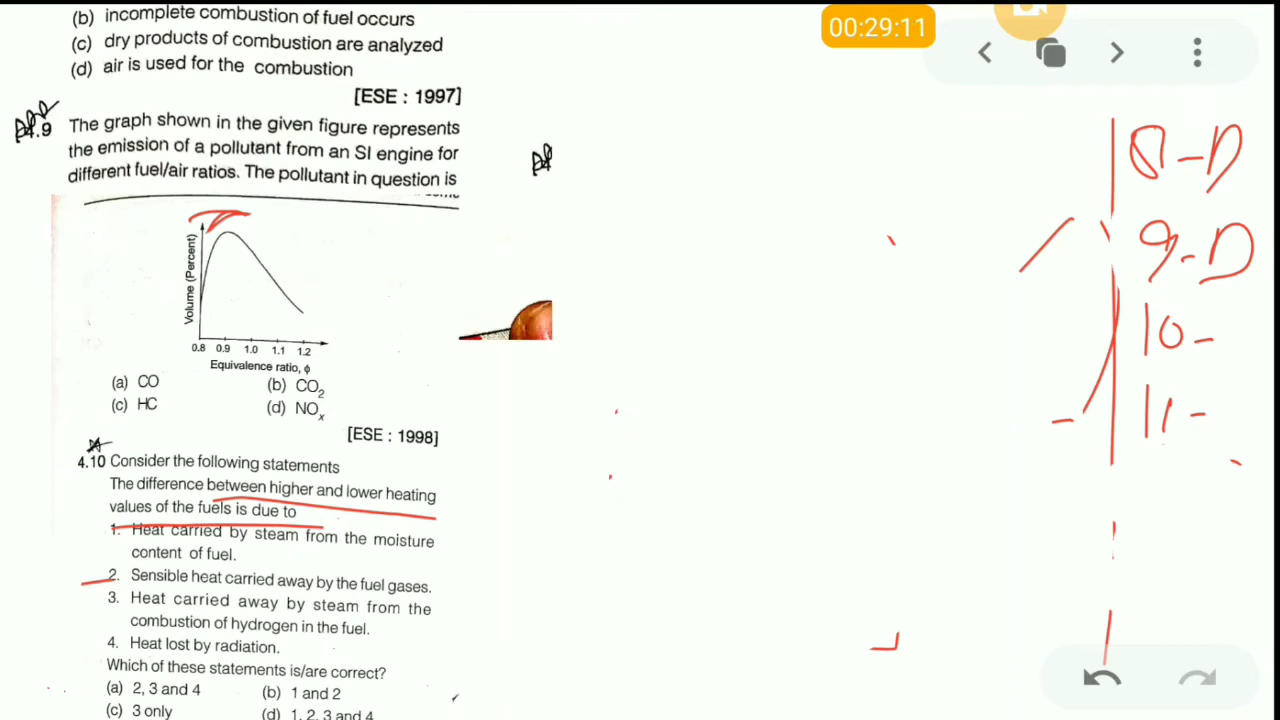 (b) incomplete combustion of fuel occurs
(c) dry products of combustion are analyzed
(d) air is used for the combustion
[ESE : 1997]
4.9 The graph shown in the given figure represents
the emission of a pollutant from an SI engine for
different fuel/air ratios. The pollutant in question is
Volume (Percent)
0.8 0.9 1.0 1.1 1.2
Equivalence ratio, ϕ
(a) CO
(b) CO₂
(c) HC
(d) NOₓ
[ESE : 1998]
4.10 Consider the following statements
The difference between higher and lower heating
values of the fuels is due to
1. Heat carried by steam from the moisture
content of fuel.
2. Sensible heat carried away by the fuel gases.
3. Heat carried away by steam from the
combustion of hydrogen in the fuel.
4. Heat lost by radiation.
Which of these statements is/are correct?
(a) 2, 3 and 4
(b) 1 and 2
(c) 3 only
(d) 1, 2, 3 and 4
00:29:11
8 - D
9 - D
10 -
11 -